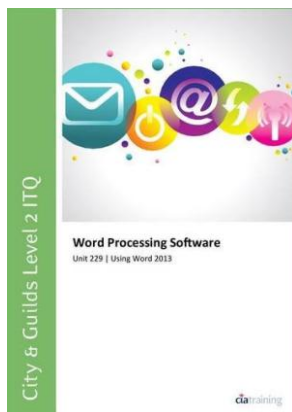 City & Guilds Level 2 ITQ
@
Word Processing Software
Unit 229 | Using Word 2013
ciatraining